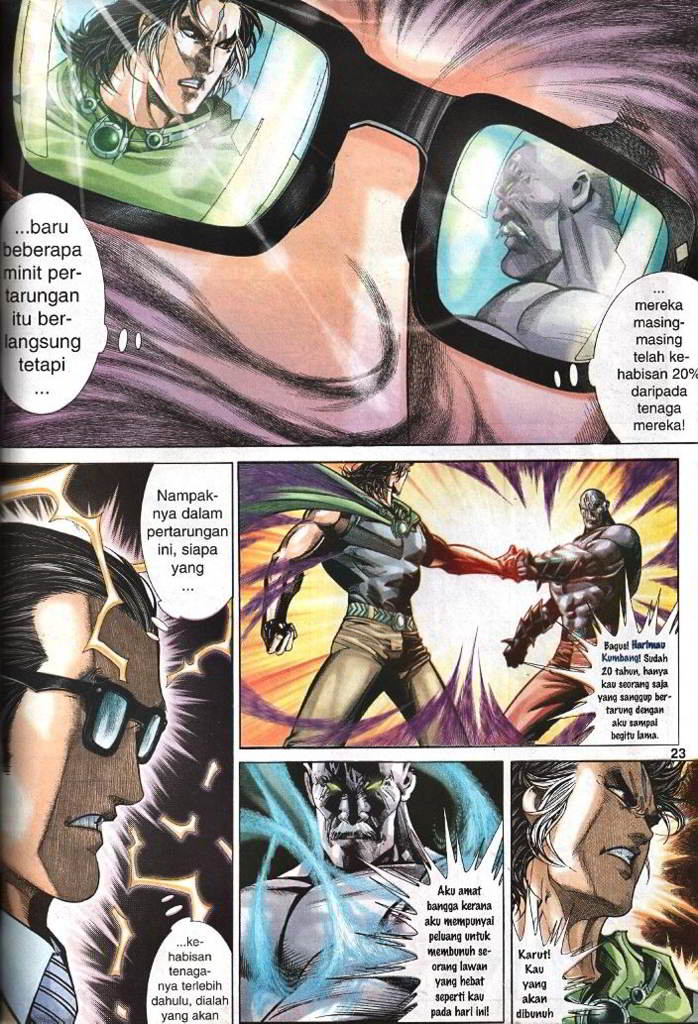 ...baru
beberapa
minit per-
tarungan
itu ber-
langsung
tetapi
...
...
mereka
masing-
masing
telah ke-
habisan 20%
daripada
tenaga
mereka!
Nampak-
nya dalam
pertarungan
ini, siapa
yang
...
Bagus! Harimau
Kumbang! Sudah
20 tahun, hanya
kau seorang saja
yang sanggup ber-
tarung dengan
aku sampai
begitu lama.
23
...ke-
habisan
tenaga-
nya terlebih
dahulu, dialah
yang akan
Aku amat
bangga kerana
aku mempunyai
peluang untuk
membunuh se-
orang lawan
yang hebat
seperti kau
pada hari ini!
Karut!
Kau
yang
akan
dibunuh